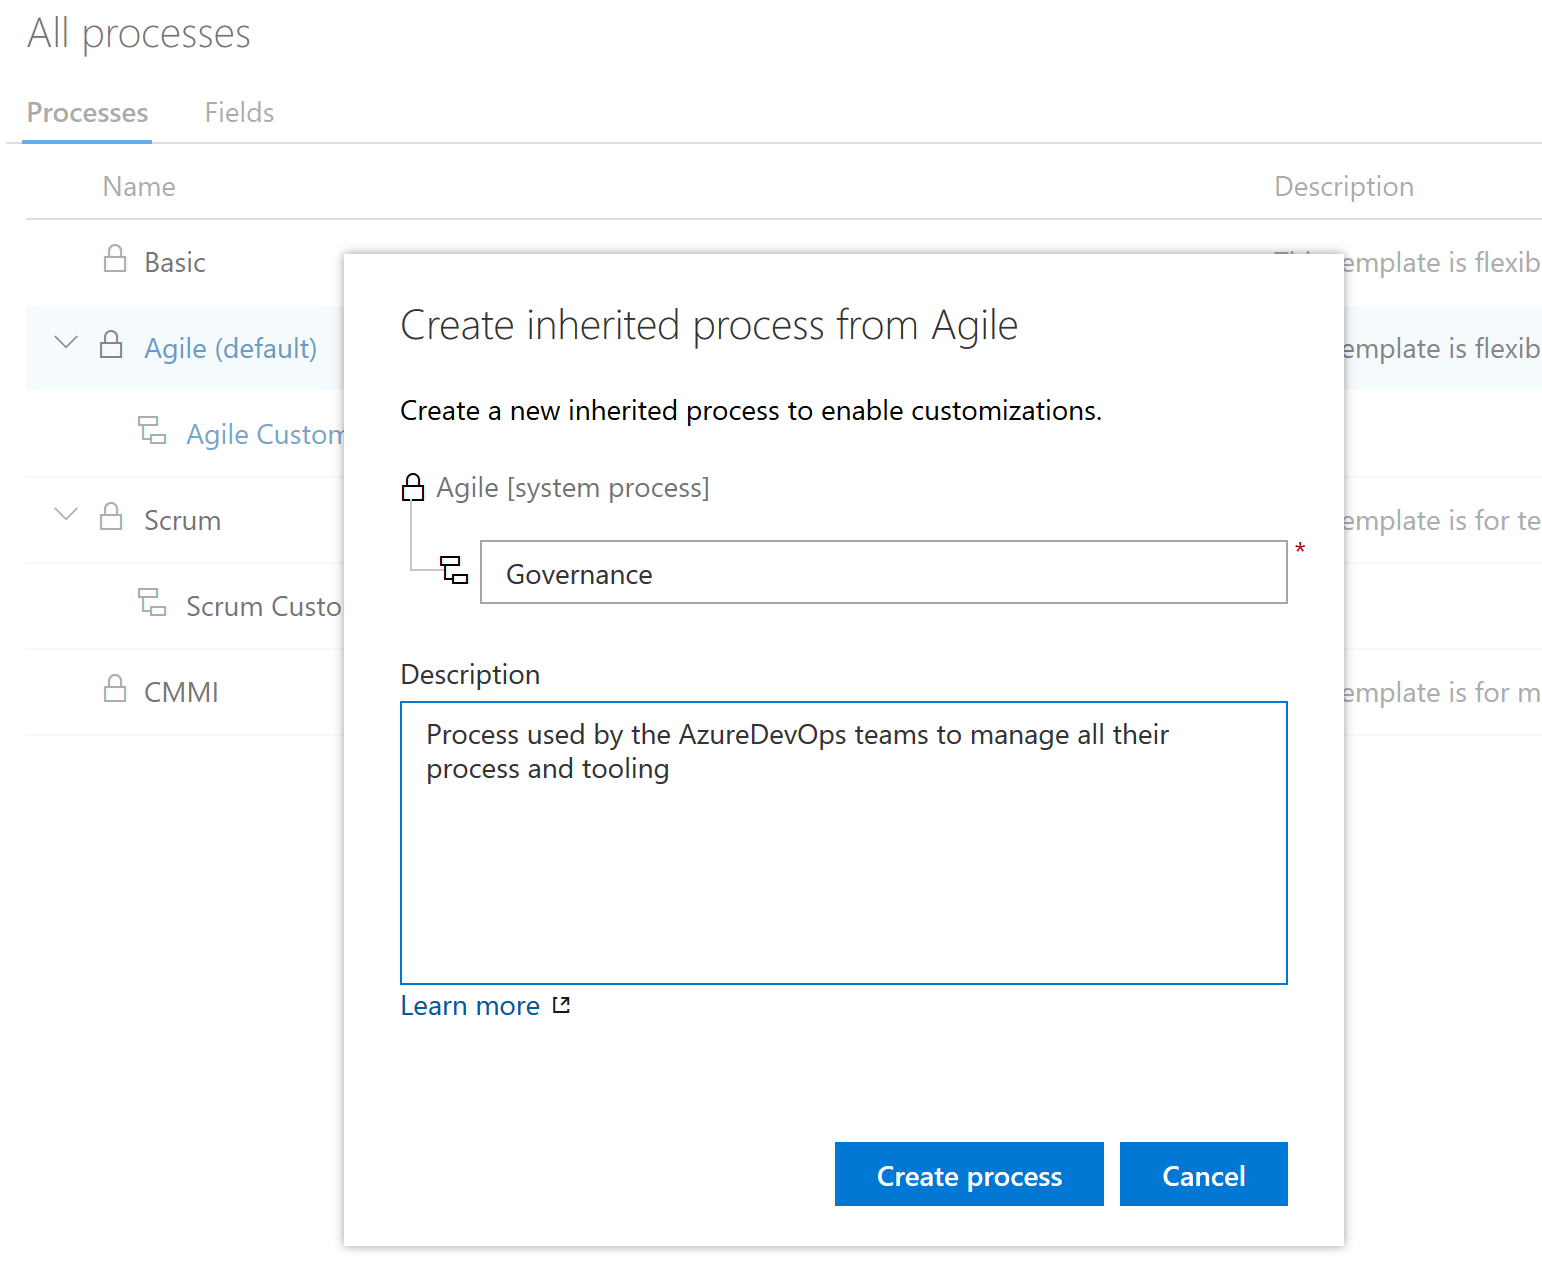 All processes
Processes Fields
Name Description
Basic
emplate is flexib
Agile (default)
emplate is flexib
Agile Custom
Scrum
emplate is for te
Scrum Custo
CMMI
emplate is for m
Create inherited process from Agile
Create a new inherited process to enable customizations.
Agile [system process]
Governance *
Description
Process used by the AzureDevOps teams to manage all their
process and tooling
Learn more
Create process Cancel